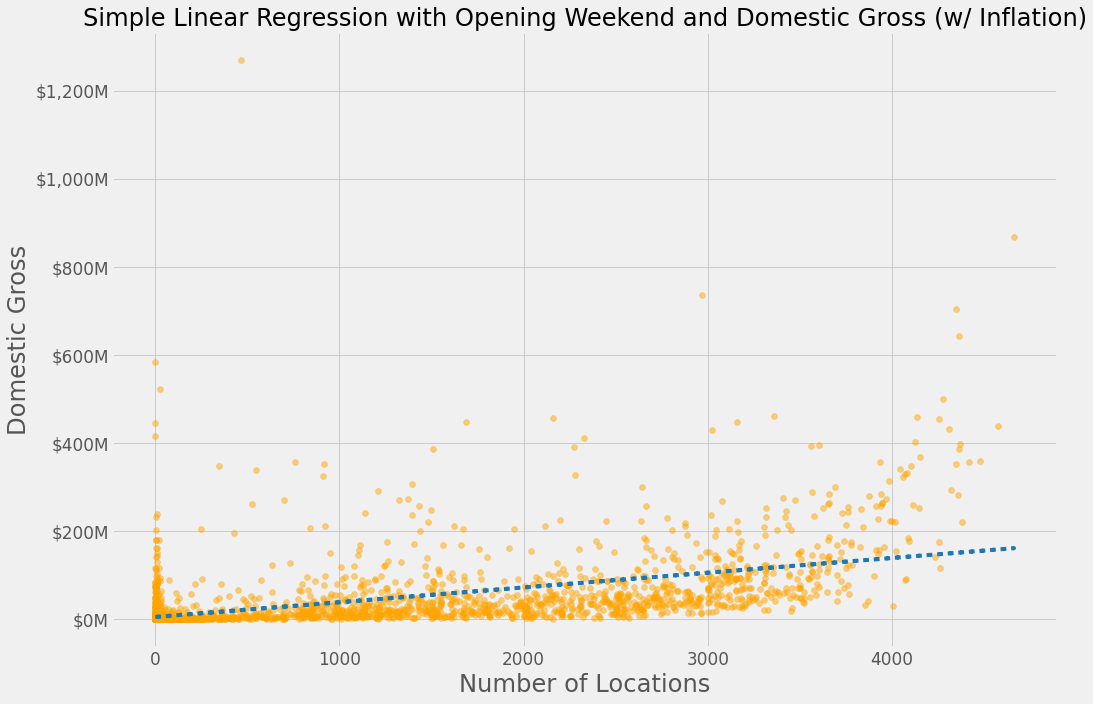 Simple Linear Regression with Opening Weekend and Domestic Gross (w/ Inflation)
$1,200M
$1,000M
$800M
$600M
$400M
$200M
$0M
Domestic Gross
0 1000 2000 3000 4000
Number of Locations